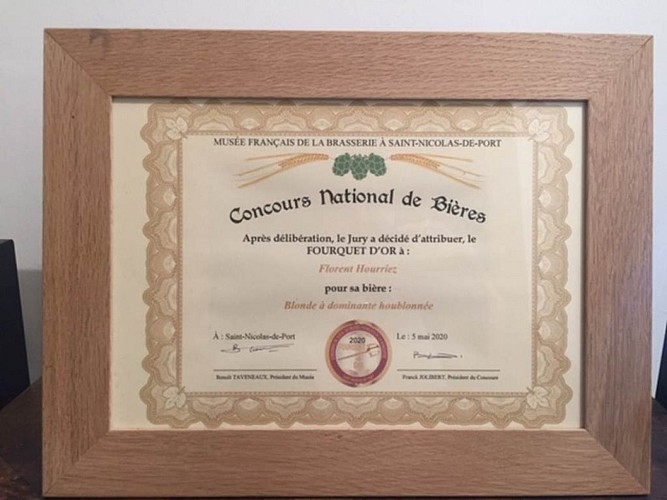 MUSÉE FRANÇAIS DE LA BRASSERIE À SAINT-NICOLAS-DE-PORT
Concours National de Bières
Après délibération, le Jury a décidé d'attribuer, le
FOURQUET D'OR à :
Florent Hourriez
pour sa bière :
Blonde à dominante houblonnée
À : Saint-Nicolas-de-Port
2020
Le : 5 mai 2020
Benoît TAVENEAUX, Président du Musée
Franck JOLIBERT, Président du Concours